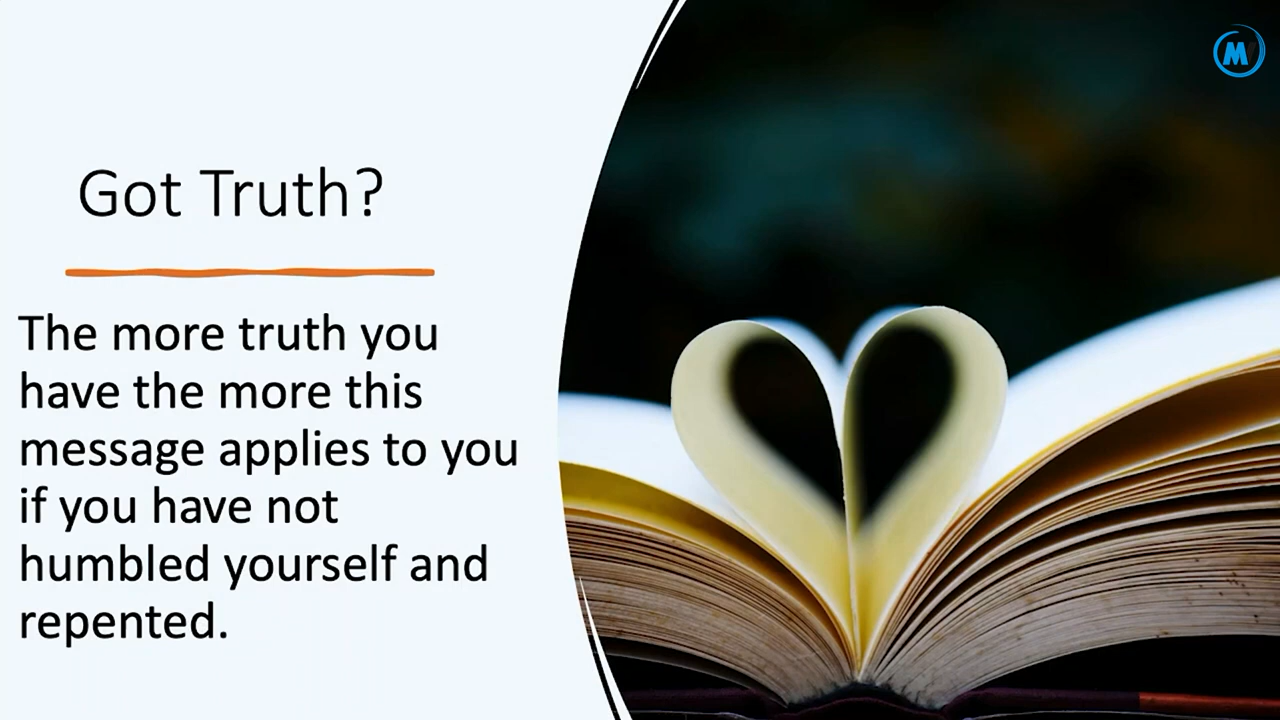 Got Truth?
The more truth you
have the more this
message applies to you
if you have not
humbled yourself and
repented.